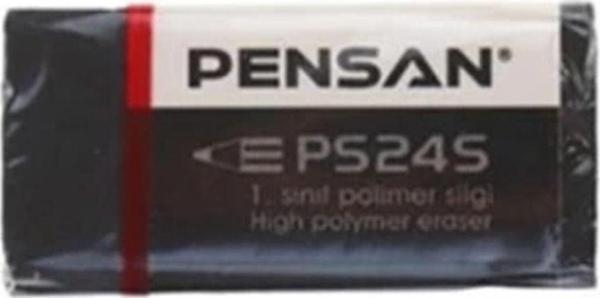 PENSAN®
PS24S
1. sınıf polimer silgi
High polymer eraser